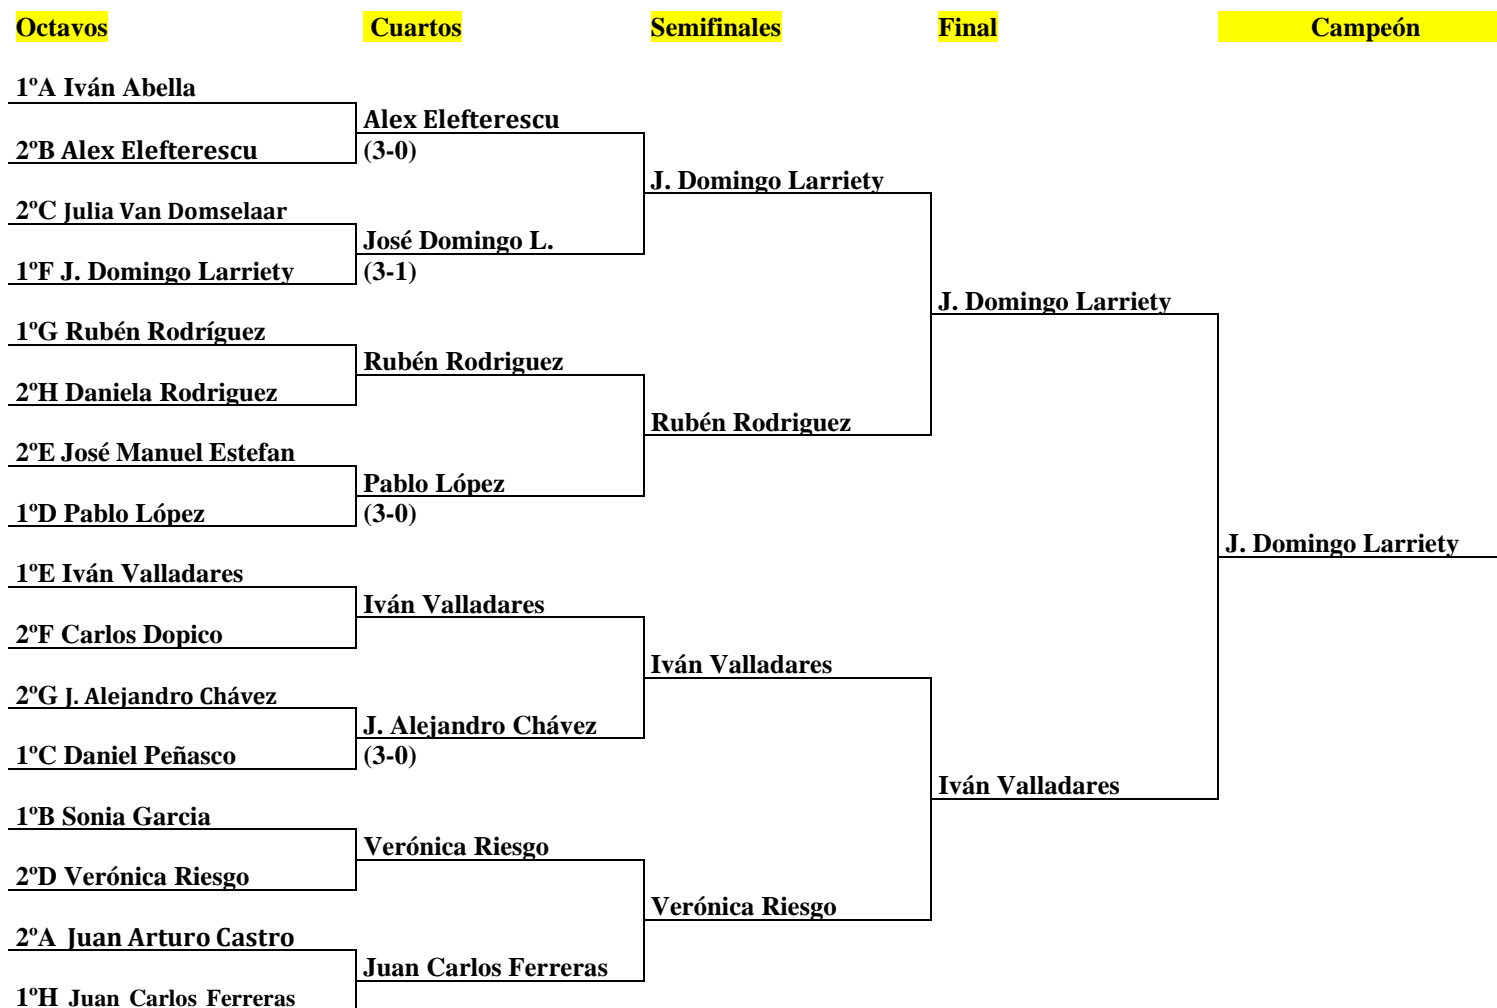 Octavos Cuartos Semifinales Final Campeón
1ºA Iván Abella
Alex Elefterescu
2ºB Alex Elefterescu (3-0)
J. Domingo Larriety
2ºC Julia Van Domselaar
José Domingo L.
1ºF J. Domingo Larriety (3-1)
J. Domingo Larriety
1ºG Rubén Rodríguez
Rubén Rodriguez
2ºH Daniela Rodriguez
Rubén Rodriguez
2ºE José Manuel Estefan
Pablo López
1ºD Pablo López (3-0)
J. Domingo Larriety
1ºE Iván Valladares
Iván Valladares
2ºF Carlos Dopico
Iván Valladares
2ºG J. Alejandro Chávez
J. Alejandro Chávez
1ºC Daniel Peñasco (3-0)
Iván Valladares
1ºB Sonia Garcia
Verónica Riesgo
2ºD Verónica Riesgo
Verónica Riesgo
2ºA Juan Arturo Castro
Juan Carlos Ferreras
1ºH Juan Carlos Ferreras